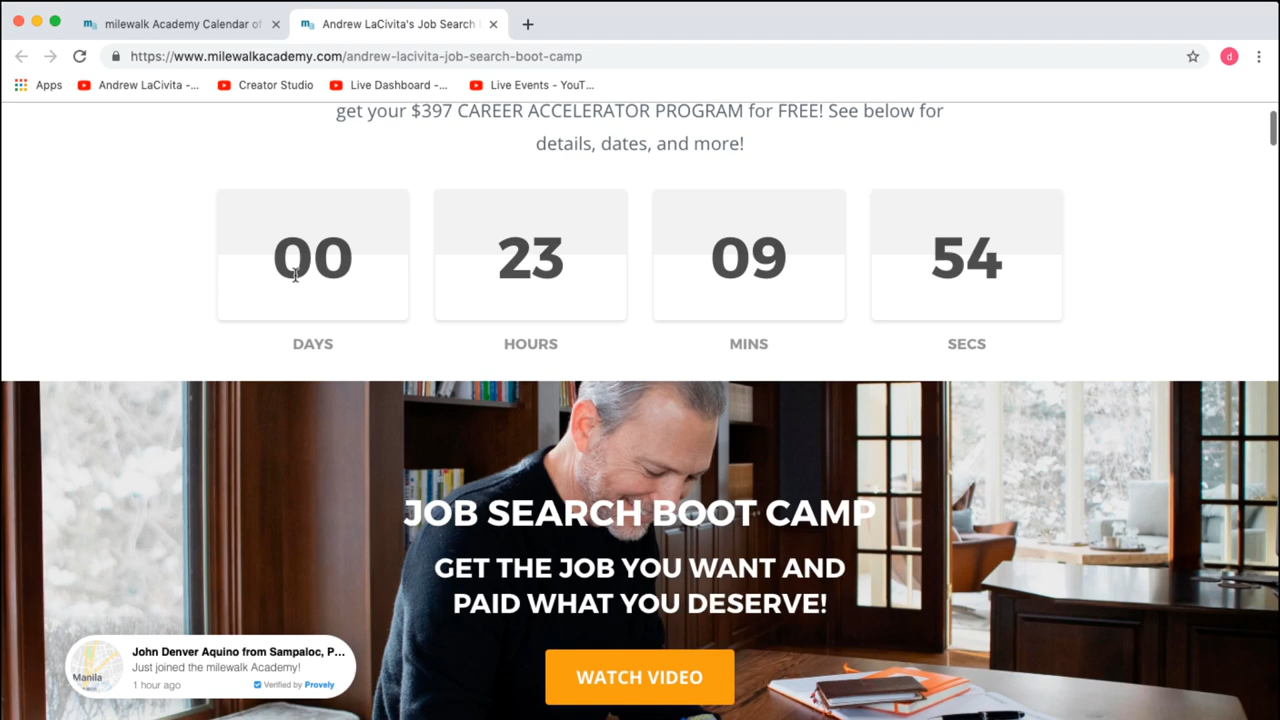 milewalk Academy Calendar of
Andrew LaCivita's Job Search
https://www.milewalkacademy.com/andrew-lacivita-job-search-boot-camp
d
Apps
Andrew LaCivita -...
Creator Studio
Live Dashboard -...
Live Events - YouT...
get your $397 CAREER ACCELERATOR PROGRAM for FREE! See below for
details, dates, and more!
00 23 09 54
DAYS HOURS MINS SECS
JOB SEARCH BOOT CAMP
GET THE JOB YOU WANT AND
PAID WHAT YOU DESERVE!
WATCH VIDEO
John Denver Aquino from Sampaloc, P...
Just joined the milewalk Academy!
1 hour ago
Verified by Provely
Manila